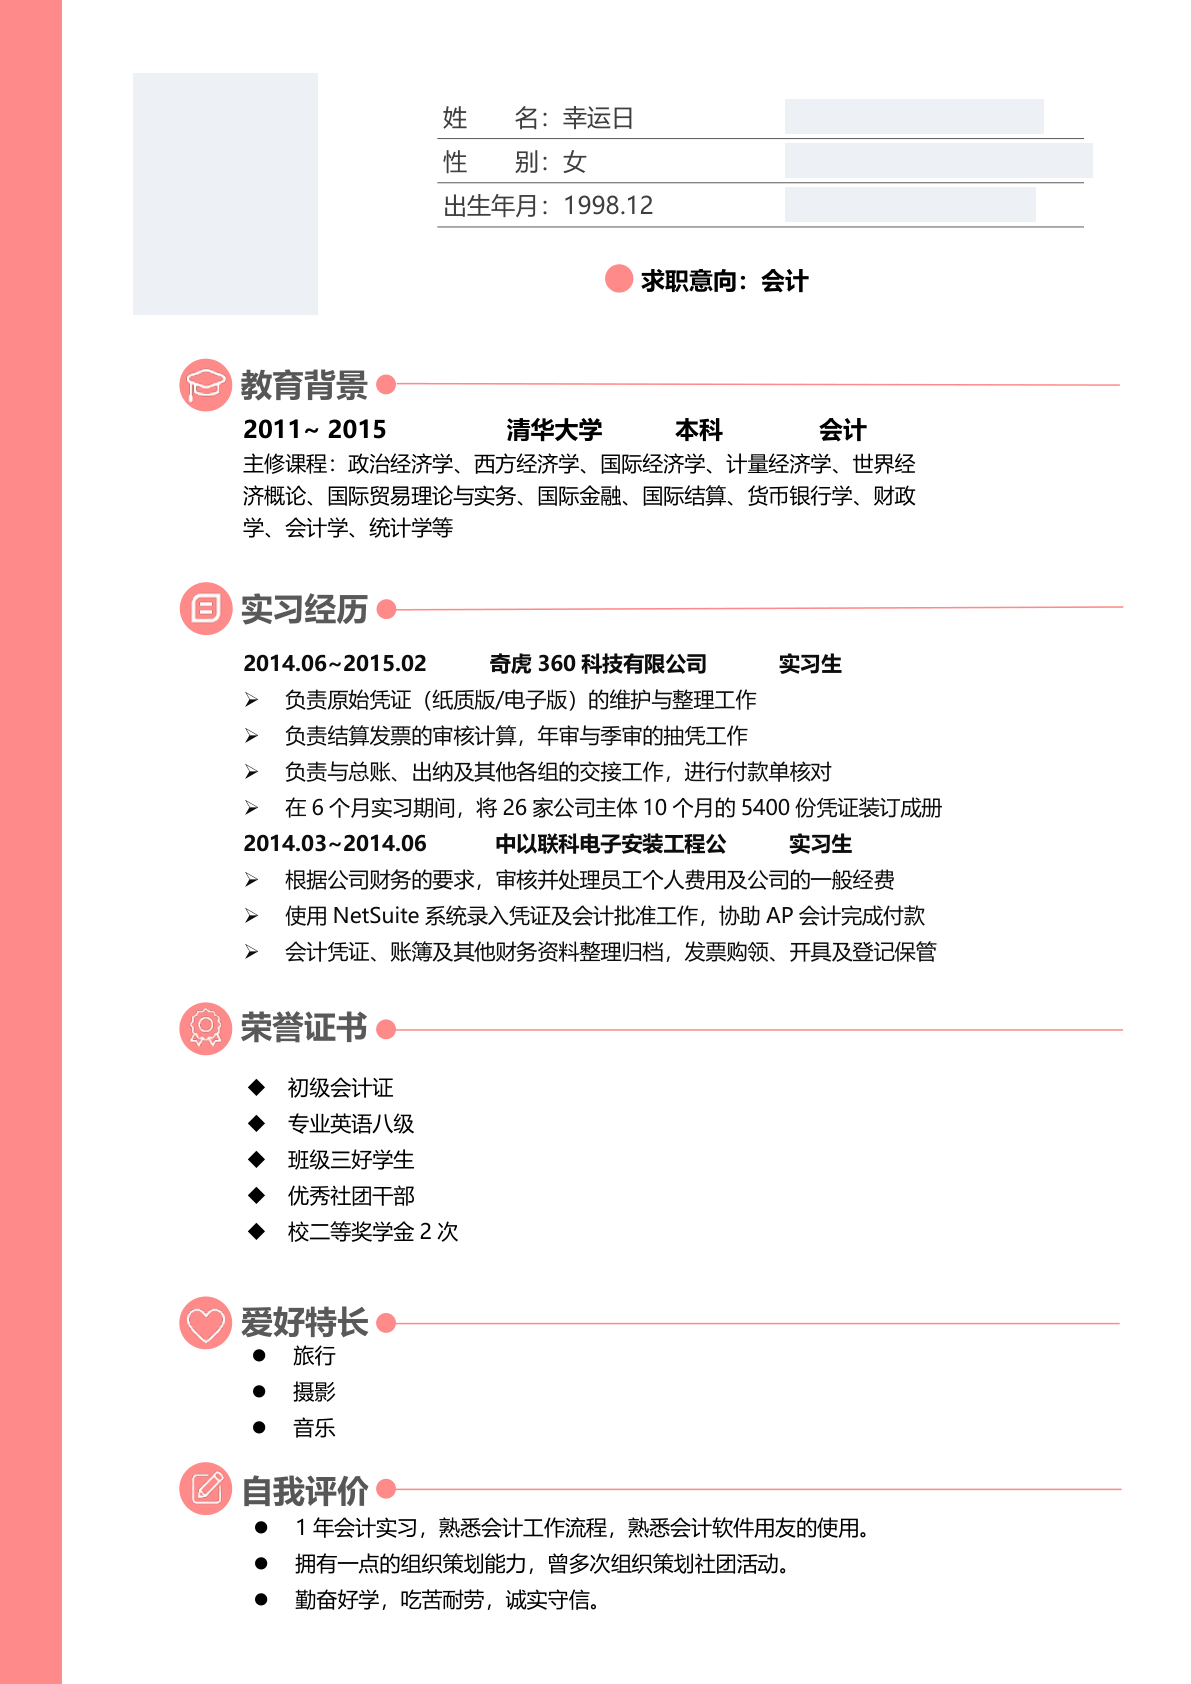 姓　　名：幸运日
性　　别：女
出生年月：1998.12
求职意向：会计
教育背景
2011~ 2015　清华大学　本科　会计
主修课程：政治经济学、西方经济学、国际经济学、计量经济学、世界经
济概论、国际贸易理论与实务、国际金融、国际结算、货币银行学、财政
学、会计学、统计学等
实习经历
2014.06~2015.02　奇虎 360 科技有限公司　实习生
➢ 负责原始凭证（纸质版/电子版）的维护与整理工作
➢ 负责结算发票的审核计算，年审与季审的抽凭工作
➢ 负责与总账、出纳及其他各组的交接工作，进行付款单核对
➢ 在 6 个月实习期间，将 26 家公司主体 10 个月的 5400 份凭证装订成册
2014.03~2014.06　中以联科电子安装工程公　实习生
➢ 根据公司财务的要求，审核并处理员工个人费用及公司的一般经费
➢ 使用 NetSuite 系统录入凭证及会计批准工作，协助 AP 会计完成付款
➢ 会计凭证、账簿及其他财务资料整理归档，发票购领、开具及登记保管
荣誉证书
◆ 初级会计证
◆ 专业英语八级
◆ 班级三好学生
◆ 优秀社团干部
◆ 校二等奖学金 2 次
爱好特长
● 旅行
● 摄影
● 音乐
自我评价
● 1 年会计实习，熟悉会计工作流程，熟悉会计软件用友的使用。
● 拥有一点的组织策划能力，曾多次组织策划社团活动。
● 勤奋好学，吃苦耐劳，诚实守信。